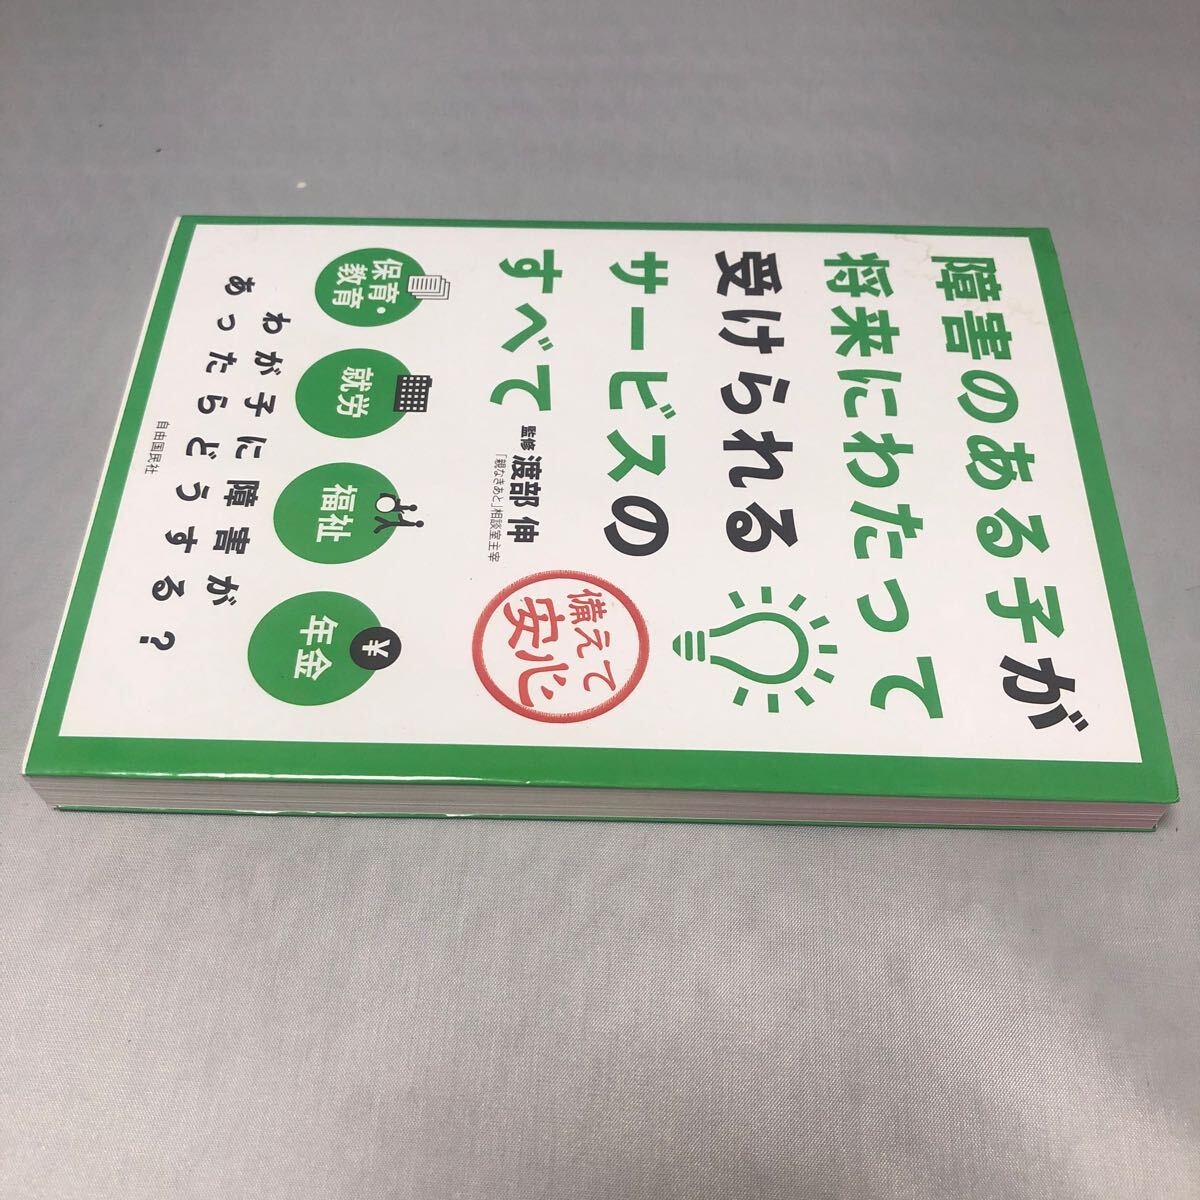 障害のある子が
将来にわたって
受けられる
サービスの
すべて
備えて
安心
監修 渡部 伸
「親なきあと」相談室主宰
保育・
教育
就労
福祉
¥
年金
わが子に障害が
あったらどうする?
自由国民社